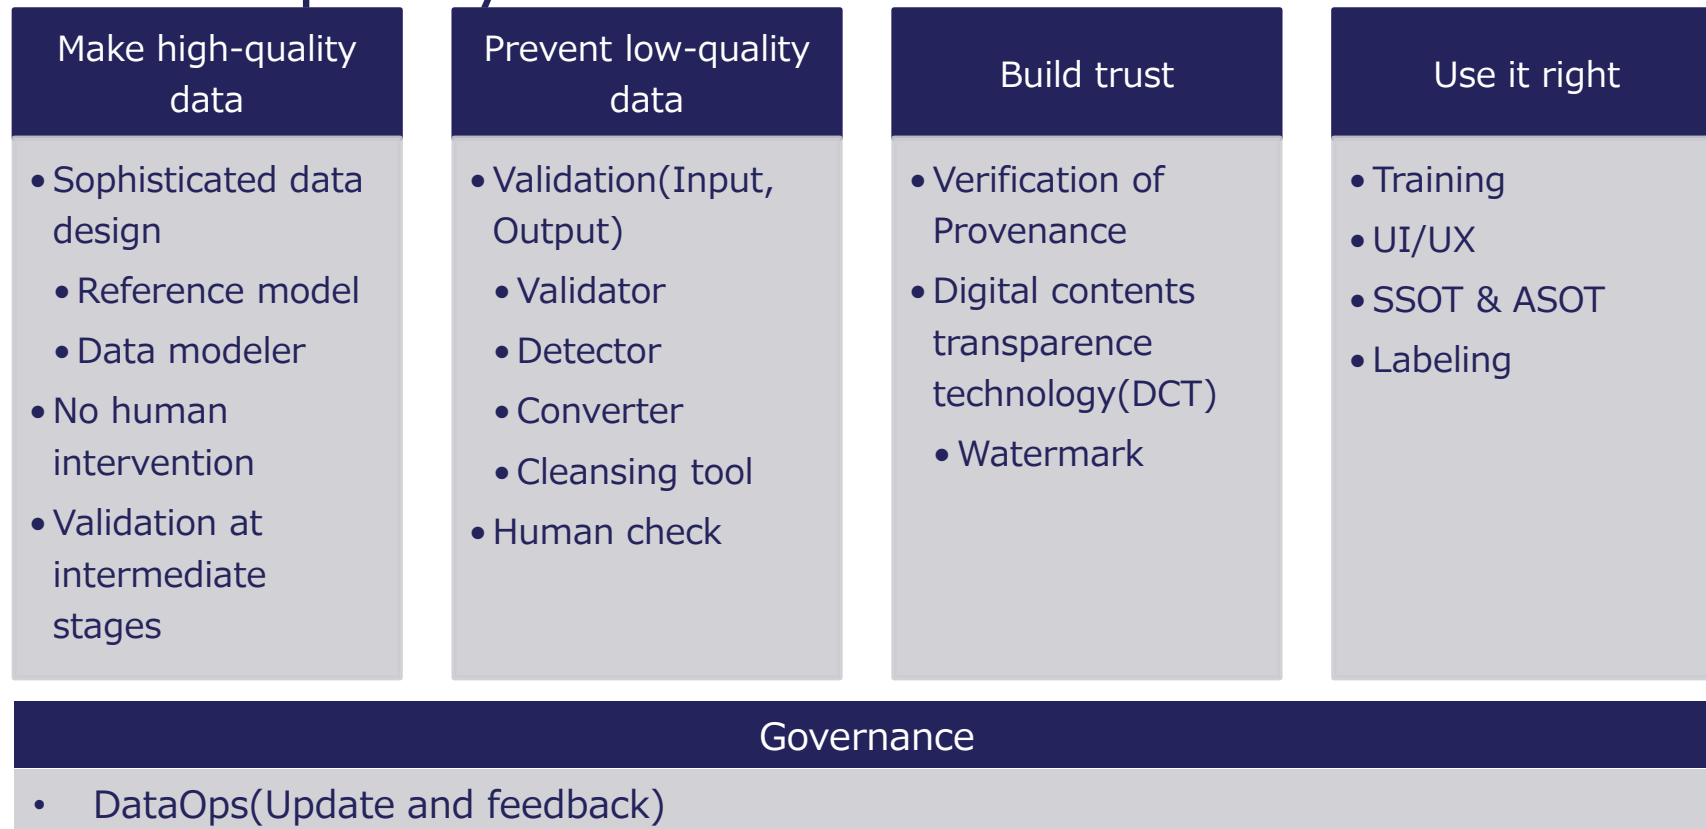 Make high-quality
data
• Sophisticated data
design
• Reference model
• Data modeler
• No human
intervention
• Validation at
intermediate
stages
Prevent low-quality
data
• Validation(Input,
Output)
• Validator
• Detector
• Converter
• Cleansing tool
• Human check
Build trust
• Verification of
Provenance
• Digital contents
transparence
technology(DCT)
• Watermark
Use it right
• Training
• UI/UX
• SSOT & ASOT
• Labeling
Governance
• DataOps(Update and feedback)